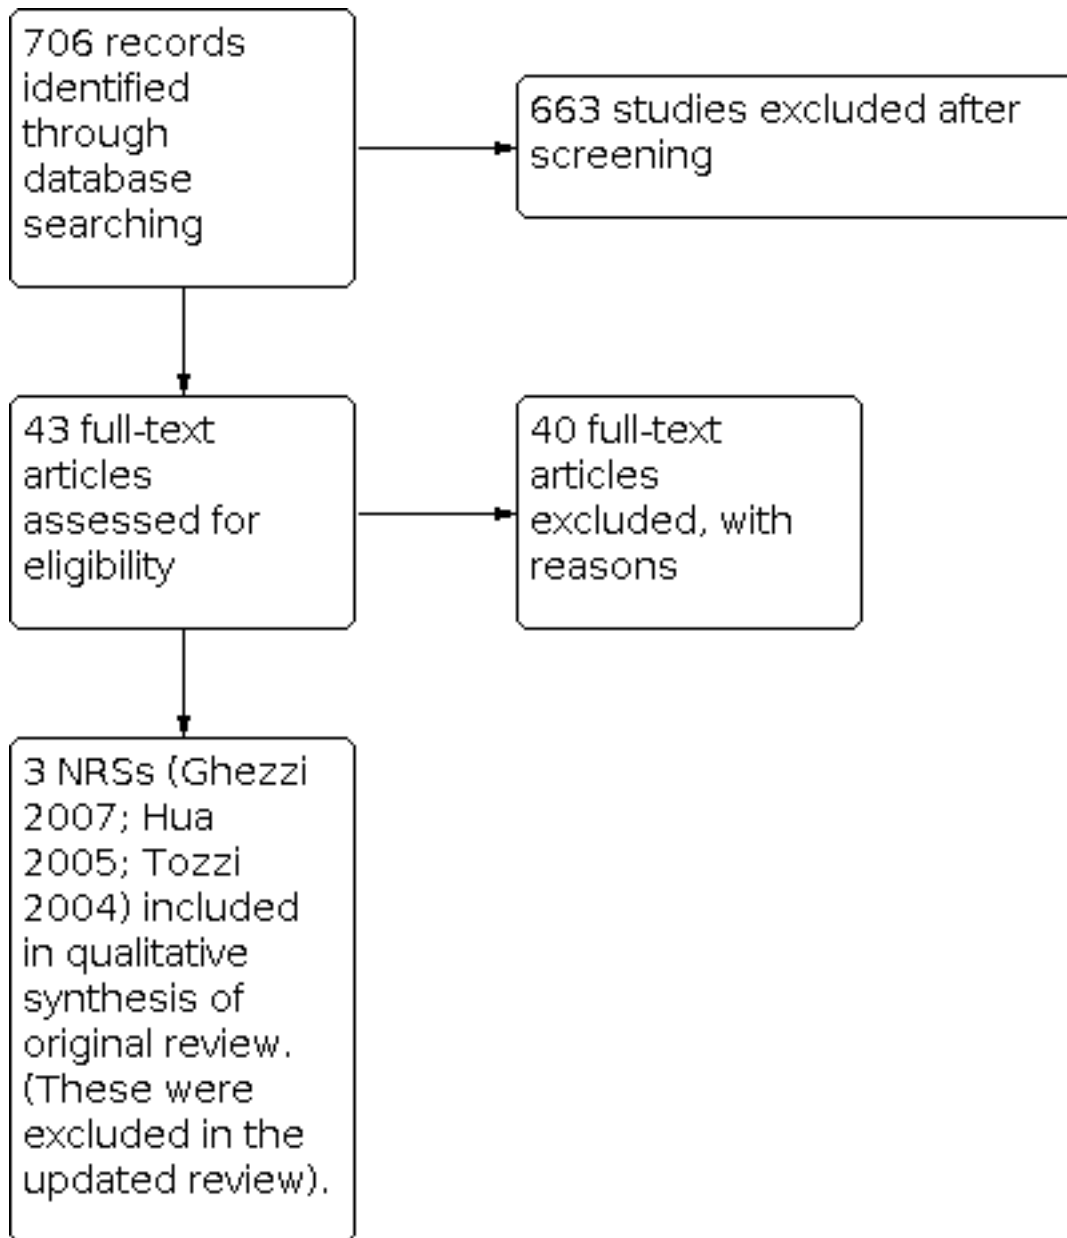 706 records
identified
through
database
searching
663 studies excluded after
screening
43 full-text
articles
assessed for
eligibility
40 full-text
articles
excluded, with
reasons
3 NRSs (Ghezzi
2007; Hua
2005; Tozzi
2004) included
in qualitative
synthesis of
original review.
(These were
excluded in the
updated review).